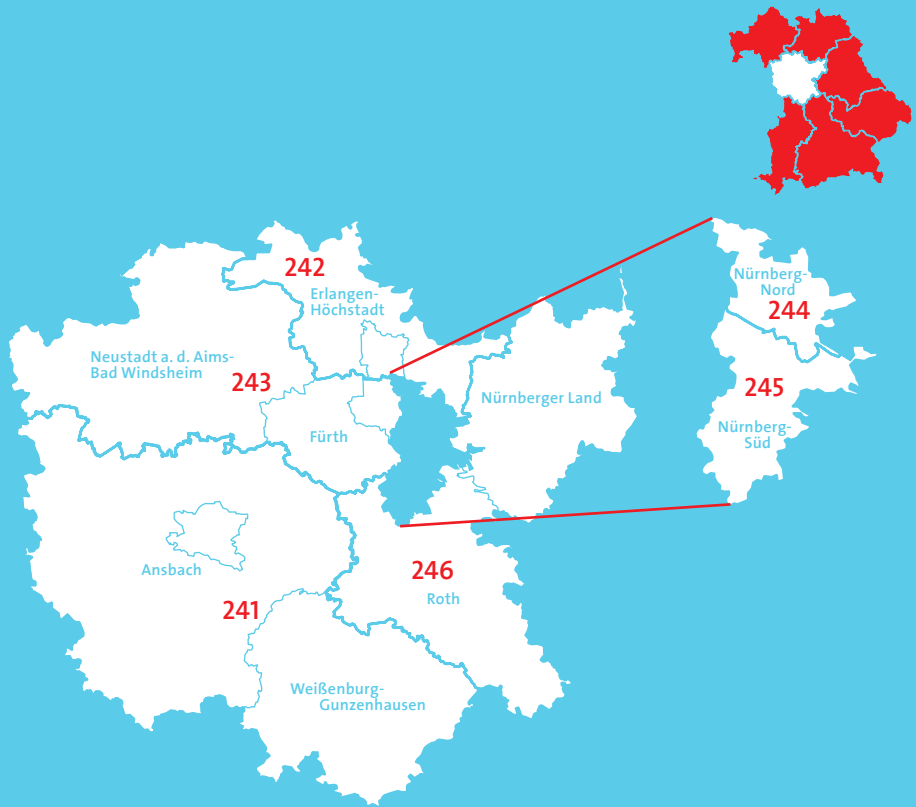 242
Erlangen-
Höchstadt
Nürnberg-
Nord
244
Neustadt a. d. Aims-
Bad Windsheim
243
Nürnberger Land
245
Nürnberg-
Süd
Fürth
Ansbach
246
Roth
241
Weißenburg-
Gunzenhausen